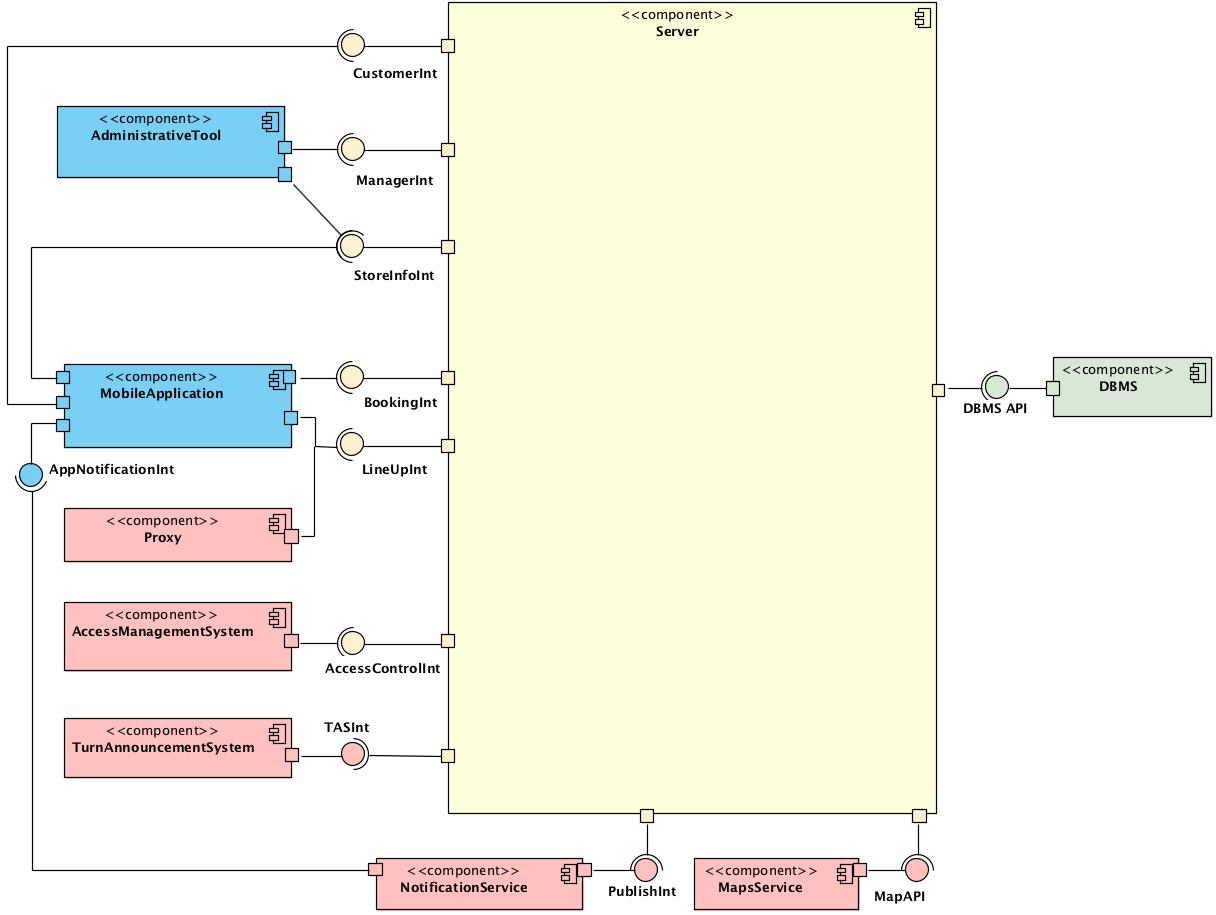 <<component>>
Server
CustomerInt
<<component>>
AdministrativeTool
ManagerInt
StoreInfoInt
<<component>>
MobileApplication
BookingInt
<<component>>
DBMS
DBMS API
AppNotificationInt
LineUpInt
<<component>>
Proxy
<<component>>
AccessManagementSystem
AccessControlInt
<<component>>
TurnAnnouncementSystem
TASInt
<<component>>
NotificationService
PublishInt
<<component>>
MapsService
MapAPI